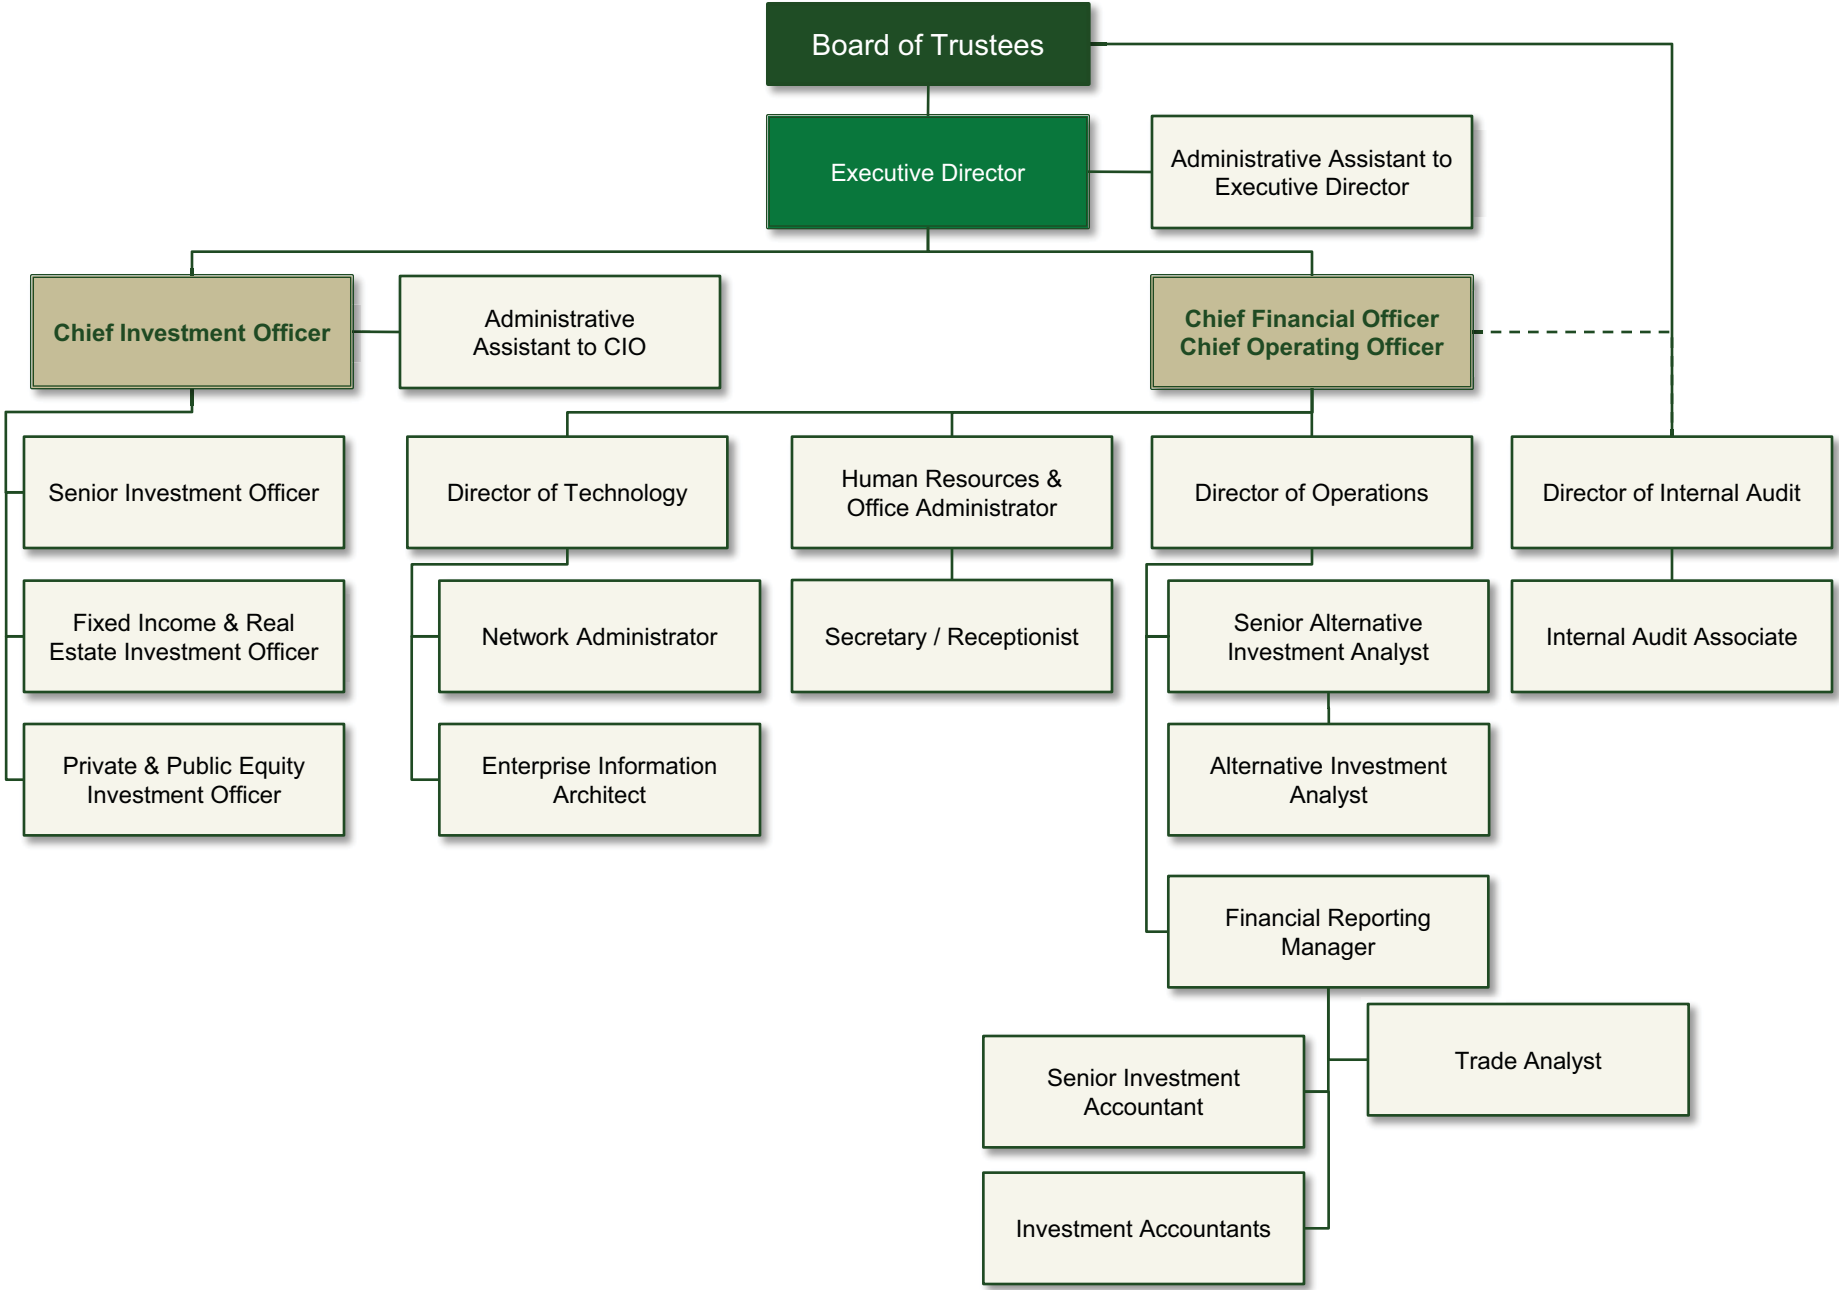 Board of Trustees
Executive Director
Administrative Assistant to
Executive Director
Chief Investment Officer
Administrative
Assistant to CIO
Chief Financial Officer
Chief Operating Officer
Senior Investment Officer
Director of Technology
Human Resources &
Office Administrator
Director of Operations
Director of Internal Audit
Fixed Income & Real
Estate Investment Officer
Network Administrator
Secretary / Receptionist
Senior Alternative
Investment Analyst
Internal Audit Associate
Private & Public Equity
Investment Officer
Enterprise Information
Architect
Alternative Investment
Analyst
Financial Reporting
Manager
Senior Investment
Accountant
Trade Analyst
Investment Accountants